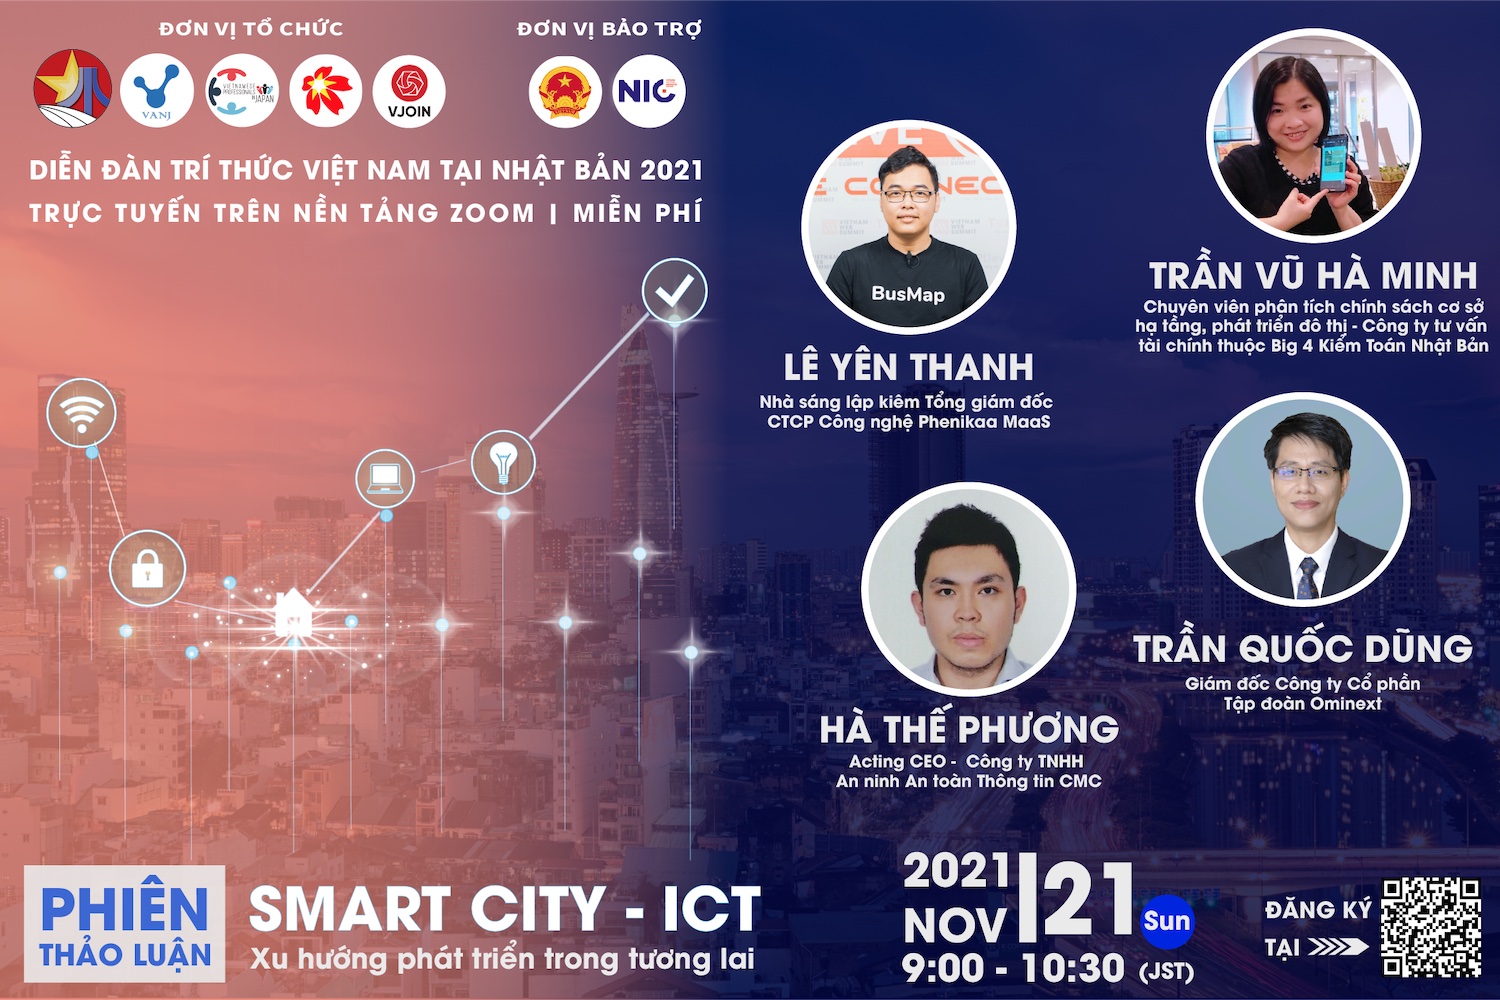 ĐƠN VỊ TỔ CHỨC
ĐƠN VỊ BẢO TRỢ
VANJ
VIETNAMESE
PROFESSIONALS
IN JAPAN
VJOIN
NIC
DIỄN ĐÀN TRÍ THỨC VIỆT NAM TẠI NHẬT BẢN 2021
TRỰC TUYẾN TRÊN NỀN TẢNG ZOOM | MIỄN PHÍ
BusMap
LÊ YÊN THANH
Nhà sáng lập kiêm Tổng giám đốc
CTCP Công nghệ Phenikaa MaaS
TRẦN VŨ HÀ MINH
Chuyên viên phân tích chính sách cơ sở
hạ tầng, phát triển đô thị - Công ty tư vấn
tài chính thuộc Big 4 Kiểm Toán Nhật Bản
HÀ THẾ PHƯƠNG
Acting CEO - Công ty TNHH
An ninh An toàn Thông tin CMC
TRẦN QUỐC DŨNG
Giám đốc Công ty Cổ phần
Tập đoàn Ominext
PHIÊN
THẢO LUẬN
SMART CITY - ICT
Xu hướng phát triển trong tương lai
2021
NOV
21
Sun
9:00 - 10:30 (JST)
ĐĂNG KÝ
TẠI